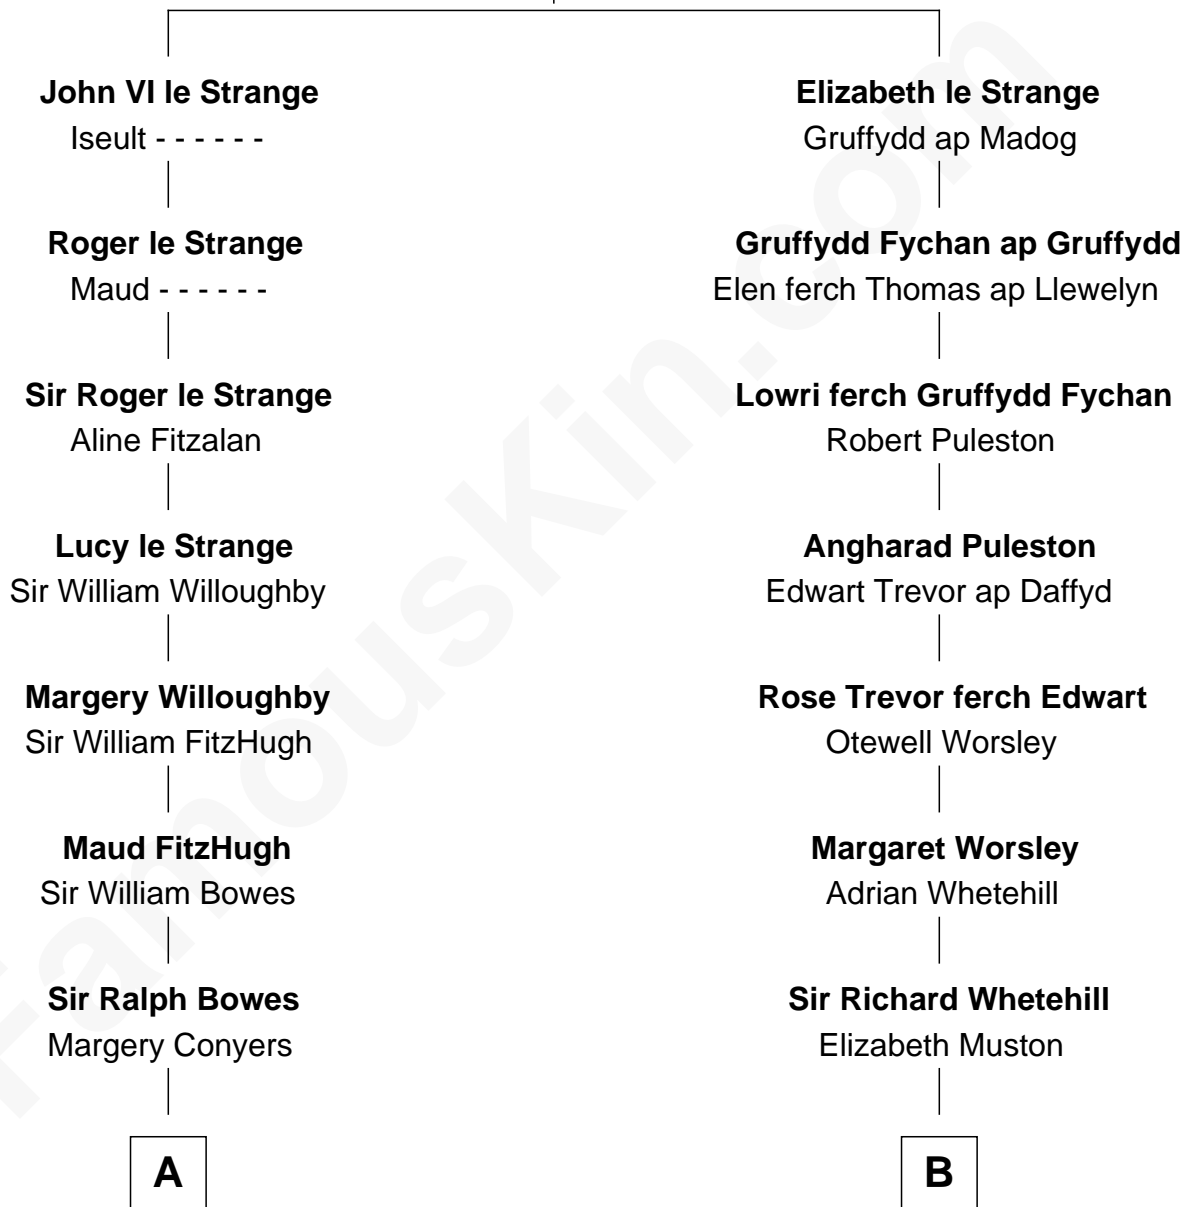 John VI le Strange
Iseult - - - - - -
Roger le Strange
Maud - - - - - -
Sir Roger le Strange
Aline Fitzalan
Lucy le Strange
Sir William Willoughby
Margery Willoughby
Sir William FitzHugh
Maud FitzHugh
Sir William Bowes
Sir Ralph Bowes
Margery Conyers
A
Elizabeth le Strange
Gruffydd ap Madog
Gruffydd Fychan ap Gruffydd
Elen ferch Thomas ap Llewelyn
Lowri ferch Gruffydd Fychan
Robert Puleston
Angharad Puleston
Edwart Trevor ap Daffyd
Rose Trevor ferch Edwart
Otewell Worsley
Margaret Worsley
Adrian Whetehill
Sir Richard Whetehill
Elizabeth Muston
B
FamousKin.com